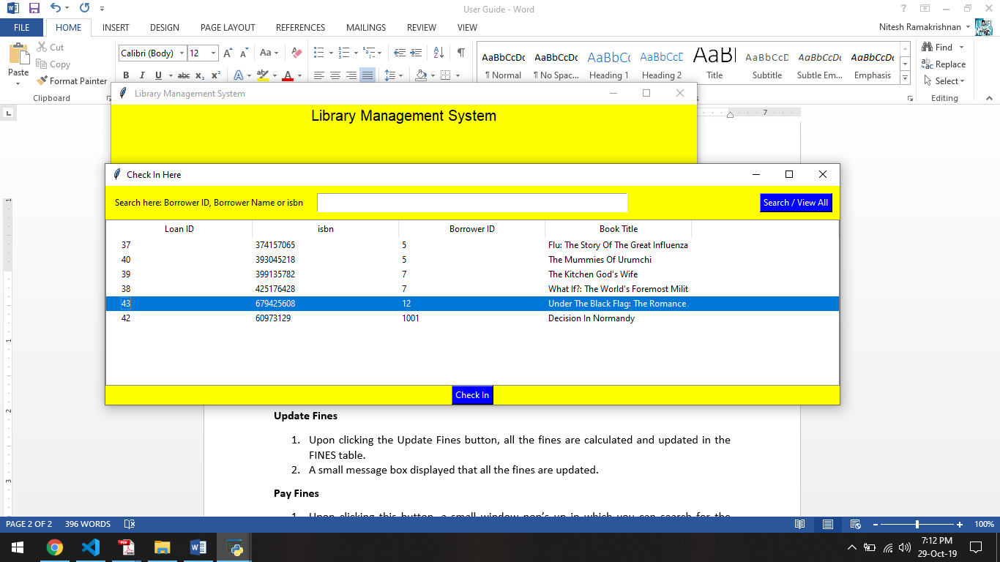 User Guide - Word
FILE HOME INSERT DESIGN PAGE LAYOUT REFERENCES MAILINGS REVIEW VIEW Nitesh Ramakrishnan
Paste
Cut
Copy
Format Painter
Clipboard
Calibri (Body) 12
AaBbCcDc AaBbCcDc AaBbCc AaBbCcD AaBl AaBbCcD AaBbCcDc AaBbCcDc
¶ Normal ¶ No Spac... Heading 1 Heading 2 Title Subtitle Subtle Em... Emphasis
Find
Replace
Select
Editing
Library Management System
Library Management System
Check In Here
Search here: Borrower ID, Borrower Name or isbn Search / View All
Loan ID isbn Borrower ID Book Title
37 374157065 5 Flu: The Story Of The Great Influenza
40 393045218 5 The Mummies Of Urumchi
39 399135782 7 The Kitchen God's Wife
38 425176428 7 What If?: The World's Foremost Milit
43 679425608 12 Under The Black Flag: The Romance
42 60973129 1001 Decision In Normandy
Check In
Update Fines
1. Upon clicking the Update Fines button, all the fines are calculated and updated in the
FINES table.
2. A small message box displayed that all the fines are updated.
Pay Fines
1. Upon clicking this button, a small window pop's up in which you can search for the
PAGE 2 OF 2 396 WORDS 100%
7:12 PM
29-Oct-19